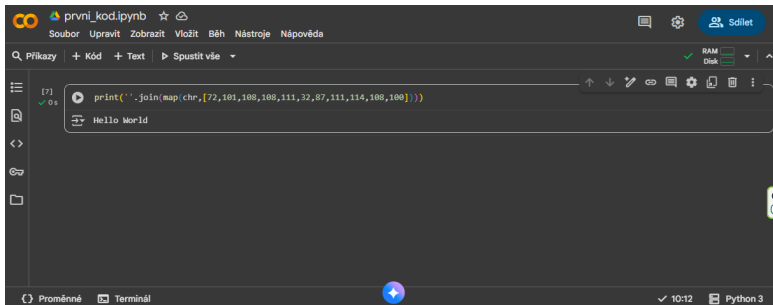 CO prvni_kod.ipynb
Soubor Upravit Zobrazit Vložit Běh Nástroje Nápověda
Sdílet
Příkazy + Kód + Text Spustit vše
RAM
Disk
[7]
0 s
print(''.join(map(chr,[72,101,108,108,111,32,87,111,114,108,100])))
Hello World
{} Proměnné Terminál
10:12 Python 3